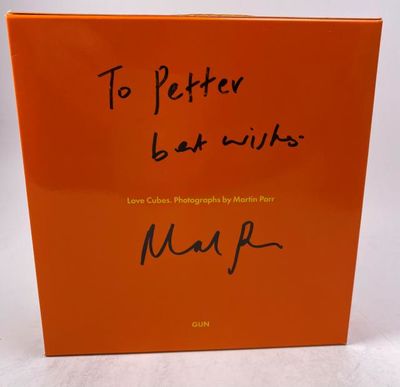 To Petter
best wishes.
Love Cubes. Photographs by Martin Parr
GUN